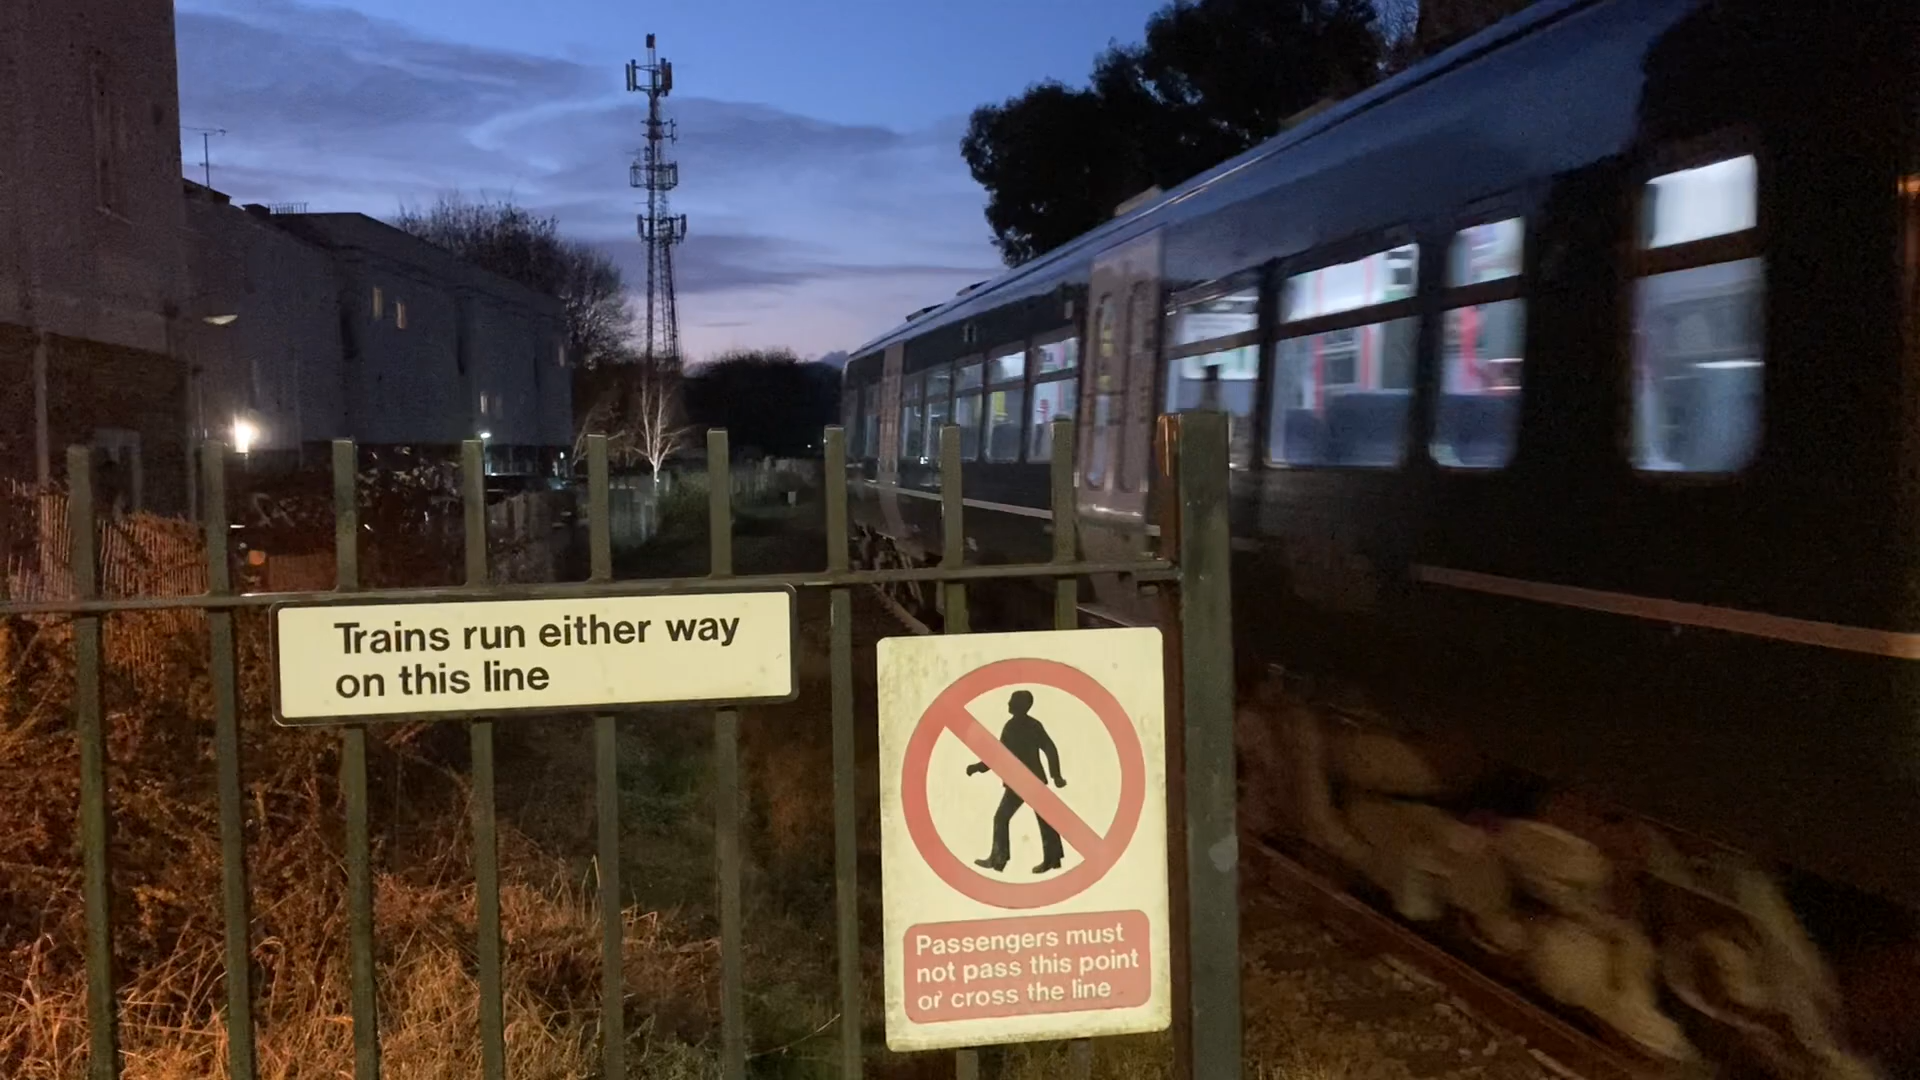 Trains run either way
on this line
Passengers must
not pass this point
or cross the line